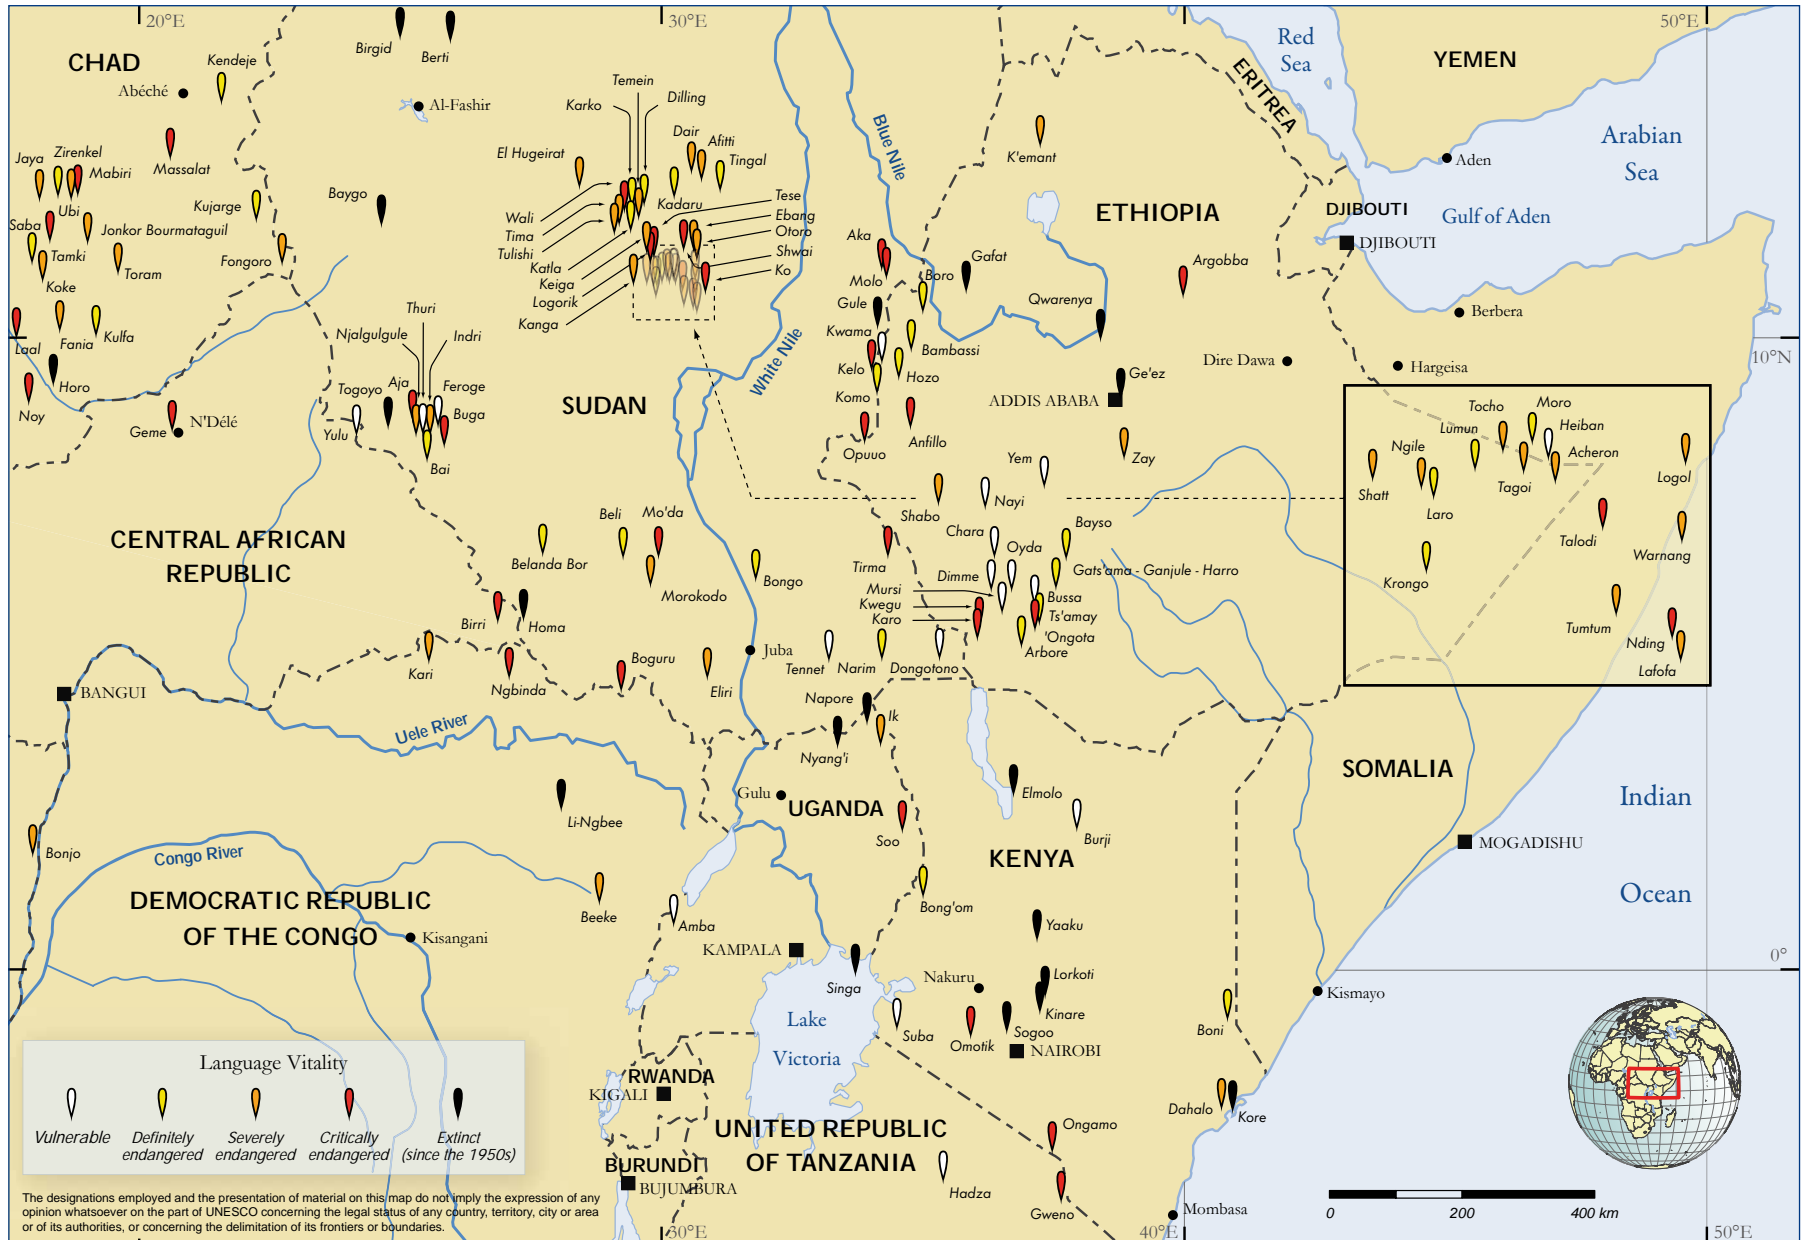 20°E
30°E
50°E
CHAD
Kendeje
Abéché
Birgid
Berti
Al-Fashir
Temein
Karko
Dilling
Dair
Afitti
Tingal
El Hugeirat
Kadaru
Red
Sea
YEMEN
ERITREA
Arabian
Sea
Aden
Gulf of Aden
Blue Nile
K'emant
ETHIOPIA
DJIBOUTI
DJIBOUTI
Jaya
Zirenkel
Mabiri
Massalat
Saba
Ubi
Kujarge
Baygo
Jonkor Bourmataguil
Tamki
Toram
Fongoro
Koke
Fania
Kulfa
Laal
Horo
Noy
Geme
N'Délé
Wali
Tima
Tulishi
Katla
Keiga
Logorik
Kanga
Tese
Ebang
Otoro
Shwai
Ko
White Nile
Thuri
Njalgulgule
Indri
Togoyo
Aja
Feroge
Buga
Yulu
Bai
SUDAN
Aka
Molo
Gule
Boro
Gafat
Qwarenya
Argobba
Kwama
Bambassi
Kelo
Hozo
Komo
Anfillo
Opuuo
Ge'ez
ADDIS ABABA
Zay
Dire Dawa
Berbera
Hargeisa
10°N
Yem
Nayi
Shabo
Tocho
Moro
Lumun
Heiban
Ngile
Acheron
Shatt
Laro
Tagoi
Logol
Talodi
Warnang
Krongo
Tumtum
Nding
Lafofa
CENTRAL AFRICAN
REPUBLIC
Beli
Mo'da
Belanda Bor
Morokodo
Bongo
Birri
Homa
Kari
Ngbinda
Boguru
Eliri
Juba
Tirma
Chara
Bayso
Oyda
Dimme
Gats'ama - Ganjule - Harro
Mursi
Kwegu
Karo
Bussa
Ts'amay
'Ongota
Arbore
Tennet
Narim
Dongotono
BANGUI
Uele River
Napore
Ik
Nyang'i
Li-Ngbee
Gulu
UGANDA
Soo
Elmolo
Burji
KENYA
SOMALIA
MOGADISHU
Indian
Ocean
Bonjo
Congo River
DEMOCRATIC REPUBLIC
OF THE CONGO
Kisangani
Beeke
Amba
Bong'om
KAMPALA
Singa
Yaaku
Nakuru
Lorkoti
Kinare
Suba
Omotik
Sogoo
NAIROBI
Boni
Kismayo
0°
Lake
Victoria
Dahalo
Kore
RWANDA
KIGALI
UNITED REPUBLIC
OF TANZANIA
BURUNDI
BUJUMBURA
Hadza
Ongamo
Gweno
Mombasa
Language Vitality
Vulnerable
Definitely
endangered
Severely
endangered
Critically
endangered
Extinct
(since the 1950s)
The designations employed and the presentation of material on this map do not imply the expression of any
opinion whatsoever on the part of UNESCO concerning the legal status of any country, territory, city or area
or of its authorities, or concerning the delimitation of its frontiers or boundaries.
0
200
400 km
30°E
40°E
50°E